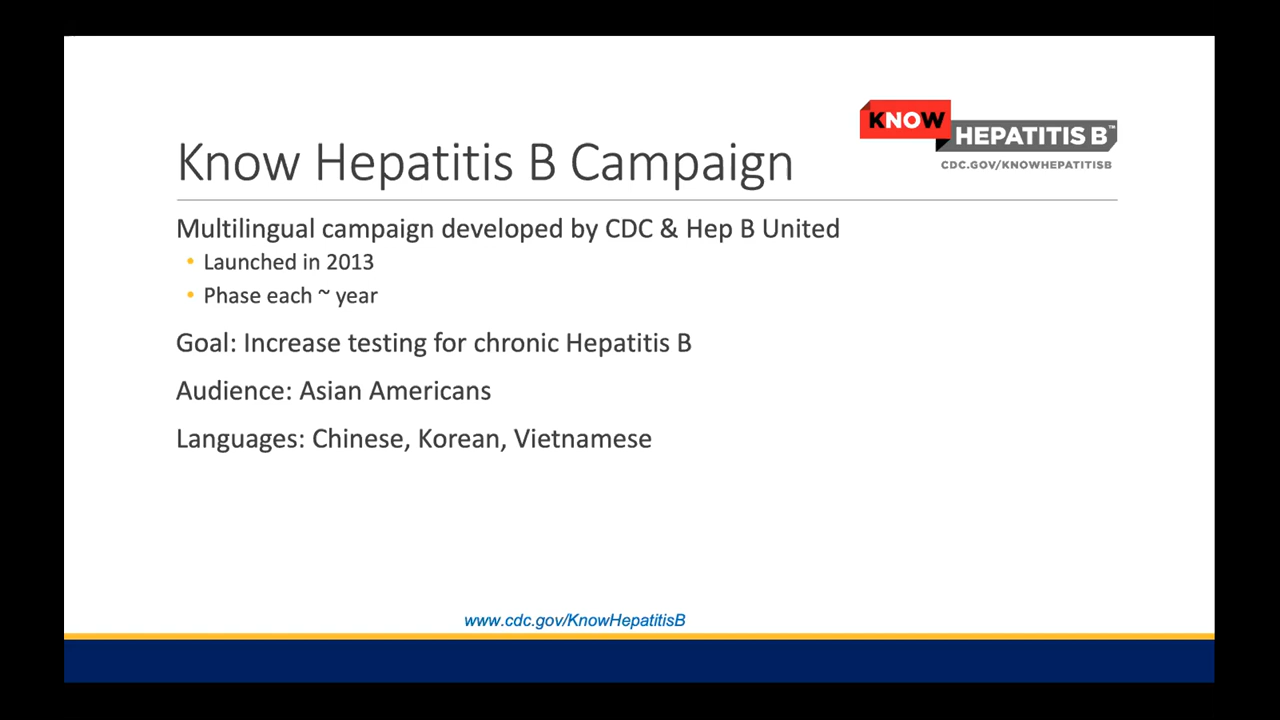 KNOW
HEPATITIS B™
CDC.GOV/KNOWHEPATITISB
Know Hepatitis B Campaign
Multilingual campaign developed by CDC & Hep B United
• Launched in 2013
• Phase each ~ year
Goal: Increase testing for chronic Hepatitis B
Audience: Asian Americans
Languages: Chinese, Korean, Vietnamese
www.cdc.gov/KnowHepatitisB